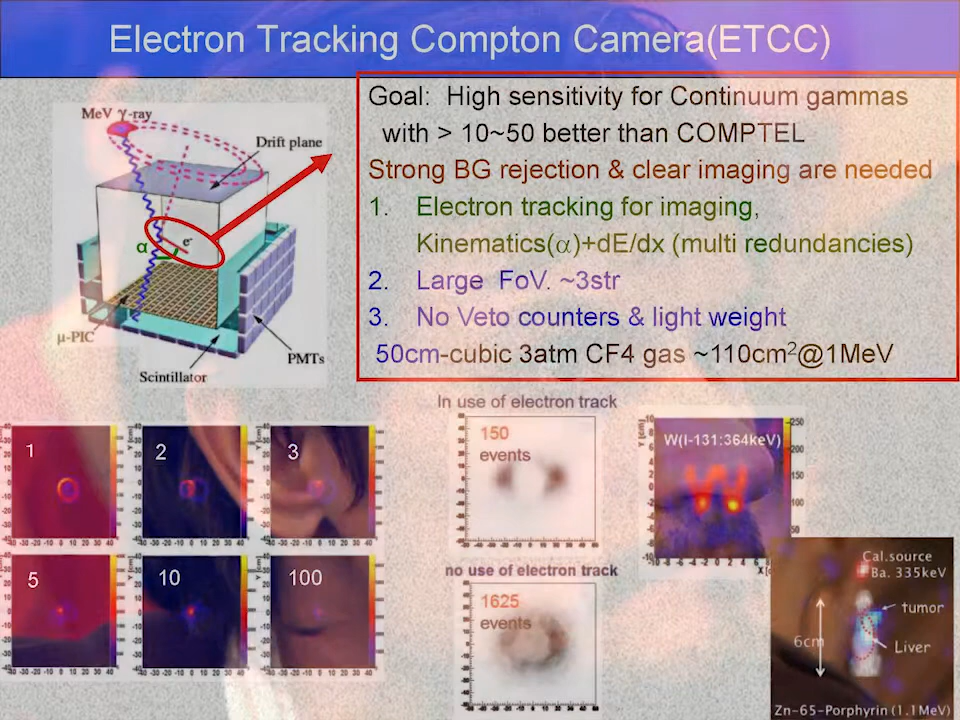 Electron Tracking Compton Camera(ETCC)
Goal: High sensitivity for Continuum gammas
with > 10~50 better than COMPTEL
Strong BG rejection & clear imaging are needed
1. Electron tracking for imaging,
Kinematics(α)+dE/dx (multi redundancies)
2. Large FoV. ~3str
3. No Veto counters & light weight
50cm-cubic 3atm CF4 gas ~110cm²@1MeV
MeV γ-ray
Drift plane
e-
α
μ-PIC
PMTs
Scintillator
1
2
3
5
10
100
In use of electron track
150
events
no use of electron track
1625
events
W(I-131:364keV)
Cal.source
Ba. 335keV
tumor
6cm
Liver
Zn-65-Porphyrin (1.1MeV)